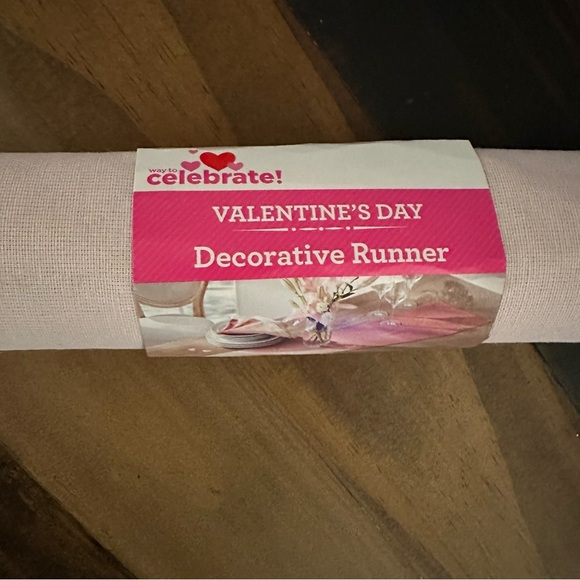 way to
celebrate!
VALENTINE'S DAY
Decorative Runner